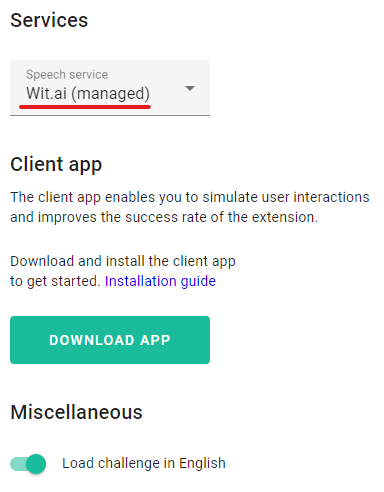 Services
Speech service
Wit.ai (managed)
Client app
The client app enables you to simulate user interactions
and improves the success rate of the extension.
Download and install the client app
to get started. Installation guide
DOWNLOAD APP
Miscellaneous
Load challenge in English